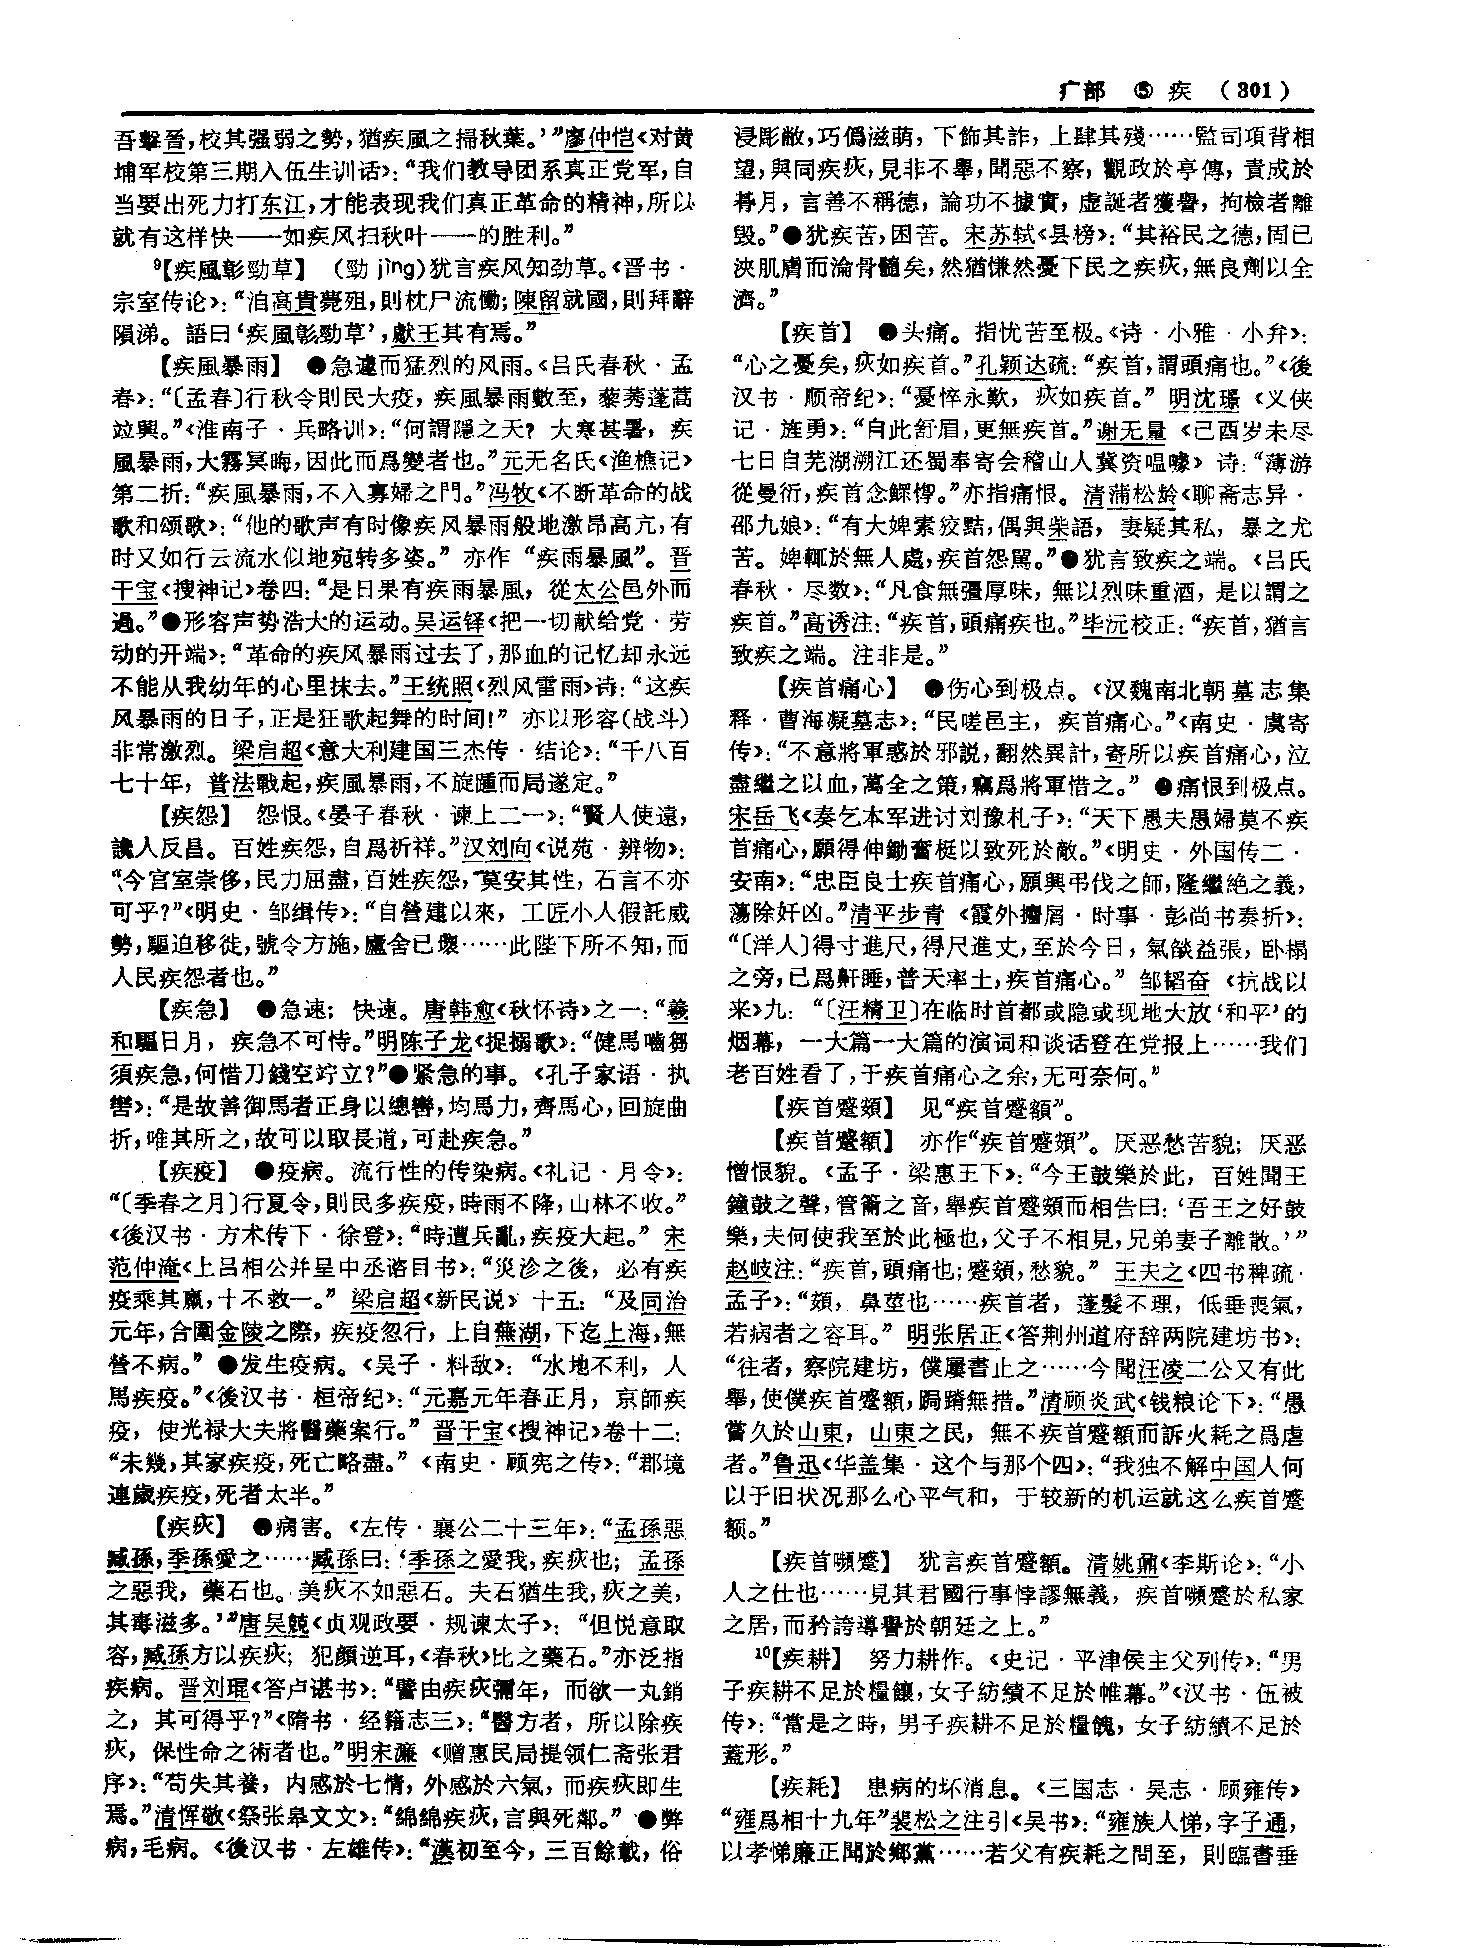 疒部 ⑤ 疾 （301）
吾擊晉，校其强弱之勢，猶疾風之掃秋葉。’”廖仲恺《对黄
埔军校第三期入伍生训话》：“我们教导团系真正党军，自
当要出死力打东江，才能表现我们真正革命的精神，所以
就有这样快——如疾风扫秋叶——的胜利。”
⁹【疾風彰勁草】 （勁 jìng）犹言疾风知劲草。《晋书·
宗室传论》：“洎高貴薨殂，則枕尸流慟；陳留就國，則拜辭
隕涕。語曰‘疾風彰勁草’，獻王其有焉。”
【疾風暴雨】 ●急遽而猛烈的风雨。《吕氏春秋·孟
春》：“〔孟春〕行秋令則民大疫，疾風暴雨數至，藜莠蓬蒿
竝興。”《淮南子·兵略训》：“何謂隱之天？大寒甚暑，疾
風暴雨，大霧冥晦，因此而爲變者也。”元无名氏《渔樵记》
第二折：“疾風暴雨，不入寡婦之門。”冯牧《不断革命的战
歌和颂歌》：“他的歌声有时像疾风暴雨般地激昂高亢，有
时又如行云流水似地宛转多姿。” 亦作 “疾雨暴風”。晋
干宝《搜神记》卷四：“是日果有疾雨暴風，從太公邑外而
過。”●形容声势浩大的运动。吴运铎《把一切献给党·劳
动的开端》：“革命的疾风暴雨过去了，那血的记忆却永远
不能从我幼年的心里抹去。”王统照《烈风雷雨》诗：“这疾
风暴雨的日子，正是狂歌起舞的时间！” 亦以形容（战斗）
非常激烈。梁启超《意大利建国三杰传·结论》：“千八百
七十年，普法戰起，疾風暴雨，不旋踵而局遂定。”
【疾怨】 怨恨。《晏子春秋·谏上二一》：“賢人使遠，
讒人反昌。百姓疾怨，自爲祈祥。”汉刘向《说苑·辨物》：
“今宫室崇侈，民力屈盡，百姓疾怨，莫安其性，石言不亦
可乎？”《明史·邹缉传》：“自營建以來，工匠小人假託威
勢，驅迫移徙，號令方施，廬舍已壞……此陛下所不知，而
人民疾怨者也。”
【疾急】 ●急速；快速。唐韩愈《秋怀诗》之一：“羲
和驅日月，疾急不可恃。”明陈子龙《捉搦歌》：“健馬嚙芻
須疾急，何惜刀錢空竚立？”●紧急的事。《孔子家语·执
辔》：“是故善御馬者正身以總轡，均馬力，齊馬心，回旋曲
折，唯其所之，故可以取長道，可赴疾急。”
【疾疫】 ●疫病。流行性的传染病。《礼记·月令》：
“〔季春之月〕行夏令，則民多疾疫，時雨不降，山林不收。”
《後汉书·方术传下·徐登》：“時遭兵亂，疾疫大起。” 宋
范仲淹《上吕相公并呈中丞谘目书》：“災沴之後，必有疾
疫乘其羸，十不救一。” 梁启超《新民说》十五：“及同治
元年，合圍金陵之際，疾疫忽行，上自蕪湖，下迄上海，無
營不病。” ●发生疫病。《吴子·料敌》：“水地不利，人
馬疾疫。”《後汉书·桓帝纪》：“元嘉元年春正月，京師疾
疫，使光禄大夫將醫藥案行。” 晋干宝《搜神记》卷十二：
“未幾，其家疾疫，死亡略盡。” 《南史·顾宪之传》：“郡境
連歲疾疫，死者太半。”
【疾疢】 ●病害。《左传·襄公二十三年》：“孟孫惡
臧孫，季孫愛之……臧孫曰：‘季孫之愛我，疾疢也；孟孫
之惡我，藥石也。美疢不如惡石。夫石猶生我，疢之美，
其毒滋多。’”唐吴兢《贞观政要·规谏太子》：“但悦意取
容，臧孫方以疾疢；犯顔逆耳，《春秋》比之藥石。”亦泛指
疾病。晋刘琨《答卢谌书》：“譬由疾疢彌年，而欲一丸銷
之，其可得乎？”《隋书·经籍志三》：“醫方者，所以除疾
疢，保性命之術者也。”明宋濂《赠惠民局提领仁斋张君
序》：“苟失其養，内感於七情，外感於六氣，而疾疢即生
焉。”清恽敬《祭张皋文文》：“綿綿疾疢，言與死鄰。” ●弊
病，毛病。《後汉书·左雄传》：“漢初至今，三百餘載，俗
浸彫敝，巧僞滋萌，下飾其詐，上肆其殘……監司項背相
望，與同疾疢，見非不舉，聞惡不察，觀政於亭傳，責成於
朞月，言善不稱德，論功不據實，虚誕者獲譽，拘檢者離
毁。”●犹疾苦，困苦。宋苏轼《县榜》：“其裕民之德，固已
浹肌膚而淪骨髓矣，然猶慊然憂下民之疾疢，無良劑以全
濟。”
【疾首】 ●头痛。指忧苦至极。《诗·小雅·小弁》：
“心之憂矣，疢如疾首。”孔颖达疏：“疾首，謂頭痛也。”《後
汉书·顺帝纪》：“憂悴永歎，疢如疾首。” 明沈璟《义侠
记·旌勇》：“自此舒眉，更無疾首。”谢无量《己酉岁未尽
七日自芜湖溯江还蜀奉寄会稽山人冀资嗢噱》诗：“薄游
從曼衍，疾首念鰥惸。”亦指痛恨。清蒲松龄《聊斋志异·
邵九娘》：“有大婢素狡黠，偶與柴語，妻疑其私，暴之尤
苦。婢輒於無人處，疾首怨駡。”●犹言致疾之端。《吕氏
春秋·尽数》：“凡食無彊厚味，無以烈味重酒，是以謂之
疾首。”高诱注：“疾首，頭痛疾也。”毕沅校正：“疾首，猶言
致疾之端。注非是。”
【疾首痛心】 ●伤心到极点。《汉魏南北朝墓志集
释·曹海凝墓志》：“民嗟邑主，疾首痛心。”《南史·虞寄
传》：“不意將軍惑於邪説，翻然異計，寄所以疾首痛心，泣
盡繼之以血，萬全之策，竊爲將軍惜之。” ●痛恨到极点。
宋岳飞《奏乞本军进讨刘豫札子》：“天下愚夫愚婦莫不疾
首痛心，願得伸鋤奮梃以致死於敵。”《明史·外国传二·
安南》：“忠臣良士疾首痛心，願興弔伐之師，隆繼絶之義，
蕩除奸凶。”清平步青《霞外攟屑·时事·彭尚书奏折》：
“〔洋人〕得寸進尺，得尺進丈，至於今日，氣燄益張，卧榻
之旁，已爲鼾睡，普天率土，疾首痛心。” 邹韬奋《抗战以
来》九：“〔汪精卫〕在临时首都或隐或现地大放‘和平’的
烟幕，一大篇一大篇的演词和谈话登在党报上……我们
老百姓看了，于疾首痛心之余，无可奈何。”
【疾首蹙頞】 见“疾首蹙額”。
【疾首蹙額】 亦作“疾首蹙頞”。厌恶愁苦貌；厌恶
憎恨貌。《孟子·梁惠王下》：“今王鼓樂於此，百姓聞王
鐘鼓之聲，管籥之音，舉疾首蹙頞而相告曰：‘吾王之好鼓
樂，夫何使我至於此極也，父子不相見，兄弟妻子離散。’”
赵岐注：“疾首，頭痛也；蹙頞，愁貌。” 王夫之《四书稗疏·
孟子》：“頞，鼻莖也……疾首者，蓬髮不理，低垂喪氣，
若病者之容耳。” 明张居正《答荆州道府辞两院建坊书》：
“往者，察院建坊，僕屢書止之……今聞汪凌二公又有此
舉，使僕疾首蹙額，跼蹐無措。”清顾炎武《钱粮论下》：“愚
嘗久於山東，山東之民，無不疾首蹙額而訴火耗之爲虐
者。”鲁迅《华盖集·这个与那个四》：“我独不解中国人何
以于旧状况那么心平气和，于较新的机运就这么疾首蹙
额。”
【疾首嚬蹙】 犹言疾首蹙額。清姚鼐《李斯论》：“小
人之仕也……見其君國行事悖謬無義，疾首嚬蹙於私家
之居，而矜誇導譽於朝廷之上。”
¹⁰【疾耕】 努力耕作。《史记·平津侯主父列传》：“男
子疾耕不足於糧饟，女子紡績不足於帷幕。”《汉书·伍被
传》：“當是之時，男子疾耕不足於糧餽，女子紡績不足於
蓋形。”
【疾耗】 患病的坏消息。《三国志·吴志·顾雍传》
“雍爲相十九年”裴松之注引《吴书》：“雍族人悌，字子通，
以孝悌廉正聞於鄉黨……若父有疾耗之問至，則臨書垂